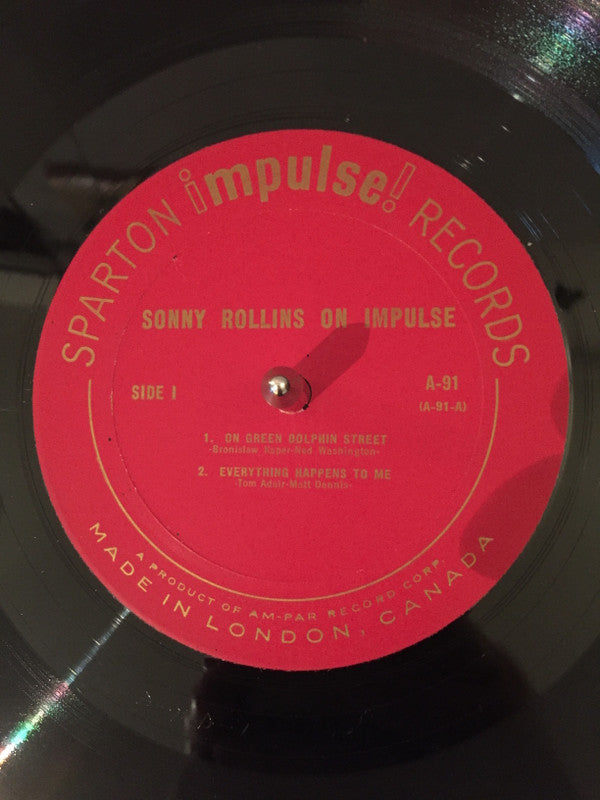 SPARTON impulse! RECORDS
SONNY ROLLINS ON IMPULSE
SIDE I
A-91
(A-91-A)
1. ON GREEN DOLPHIN STREET
-Bronislaw Kaper-Ned Washington-
2. EVERYTHING HAPPENS TO ME
-Tom Adair-Matt Dennis-
A PRODUCT OF AM-PAR RECORD CORP.
MADE IN LONDON, CANADA